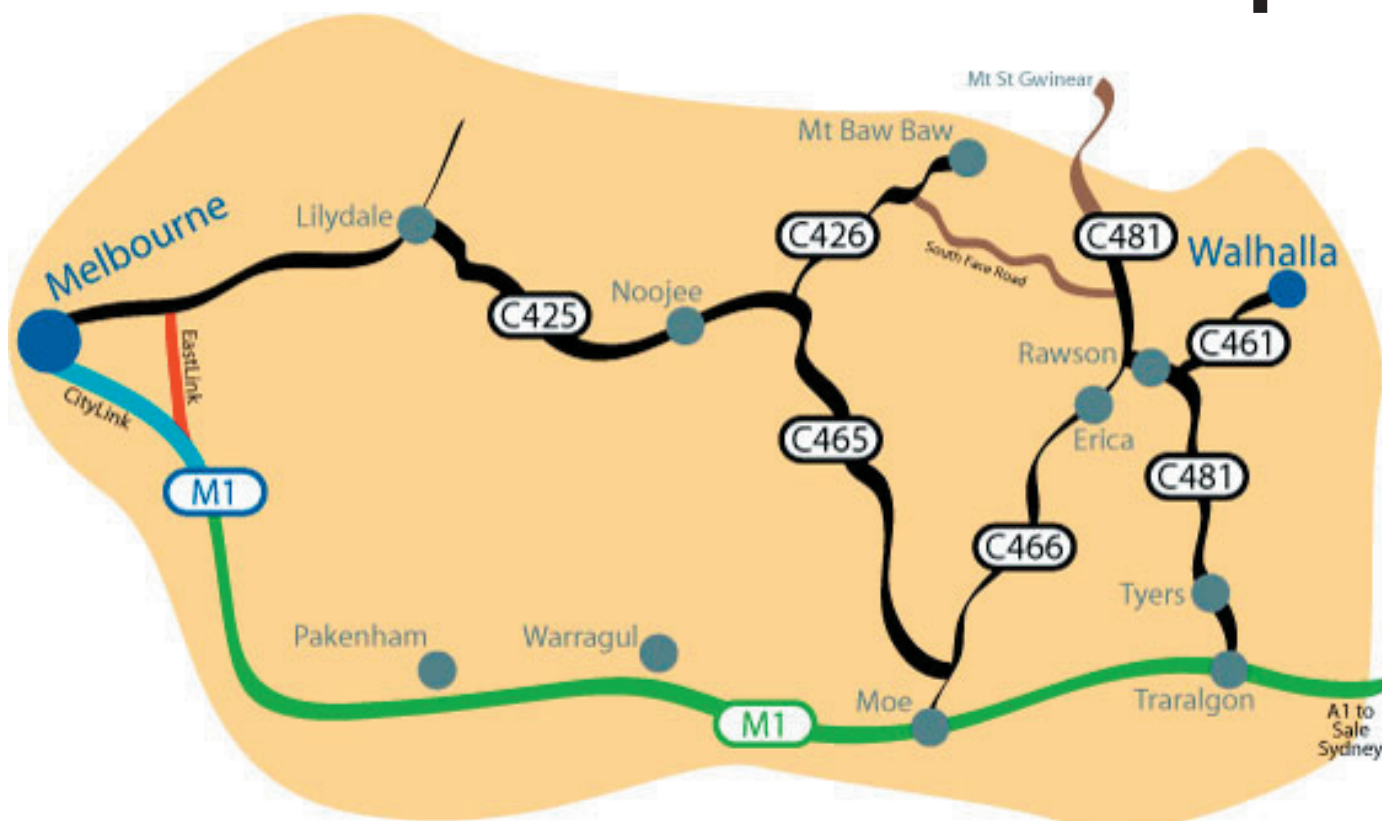 Mt St Gwinear
Mt Baw Baw
Melbourne
Lilydale
C426
C481
South Face Road
Walhalla
Noojee
C425
EastLink
Rawson
C461
CityLink
Erica
C465
C481
M1
C466
Tyers
Pakenham
Warragul
Moe
Traralgon
M1
A1 to
Sale
Sydney